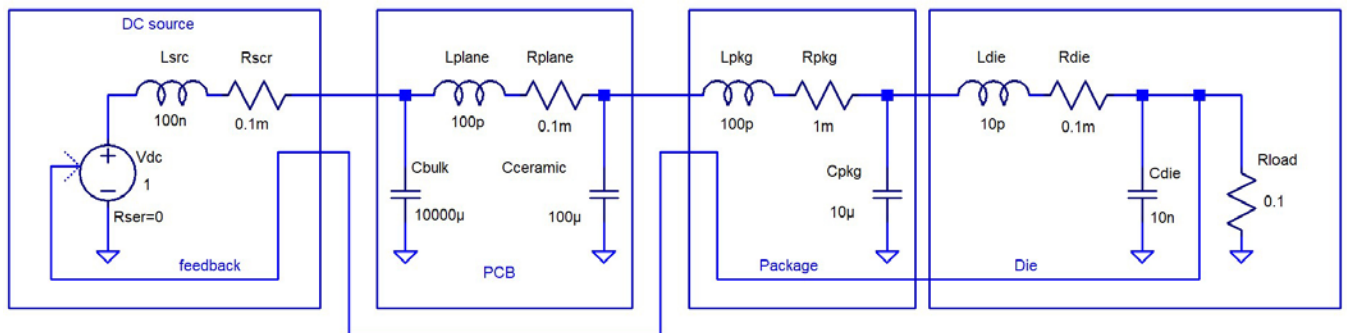 DC source
Lsrc
Rscr
100n
0.1m
Vdc
1
Rser=0
feedback
Lplane
Rplane
100p
0.1m
Cbulk
10000µ
Cceramic
100µ
PCB
Lpkg
Rpkg
100p
1m
Cpkg
10µ
Package
Ldie
Rdie
10p
0.1m
Cdie
10n
Rload
0.1
Die